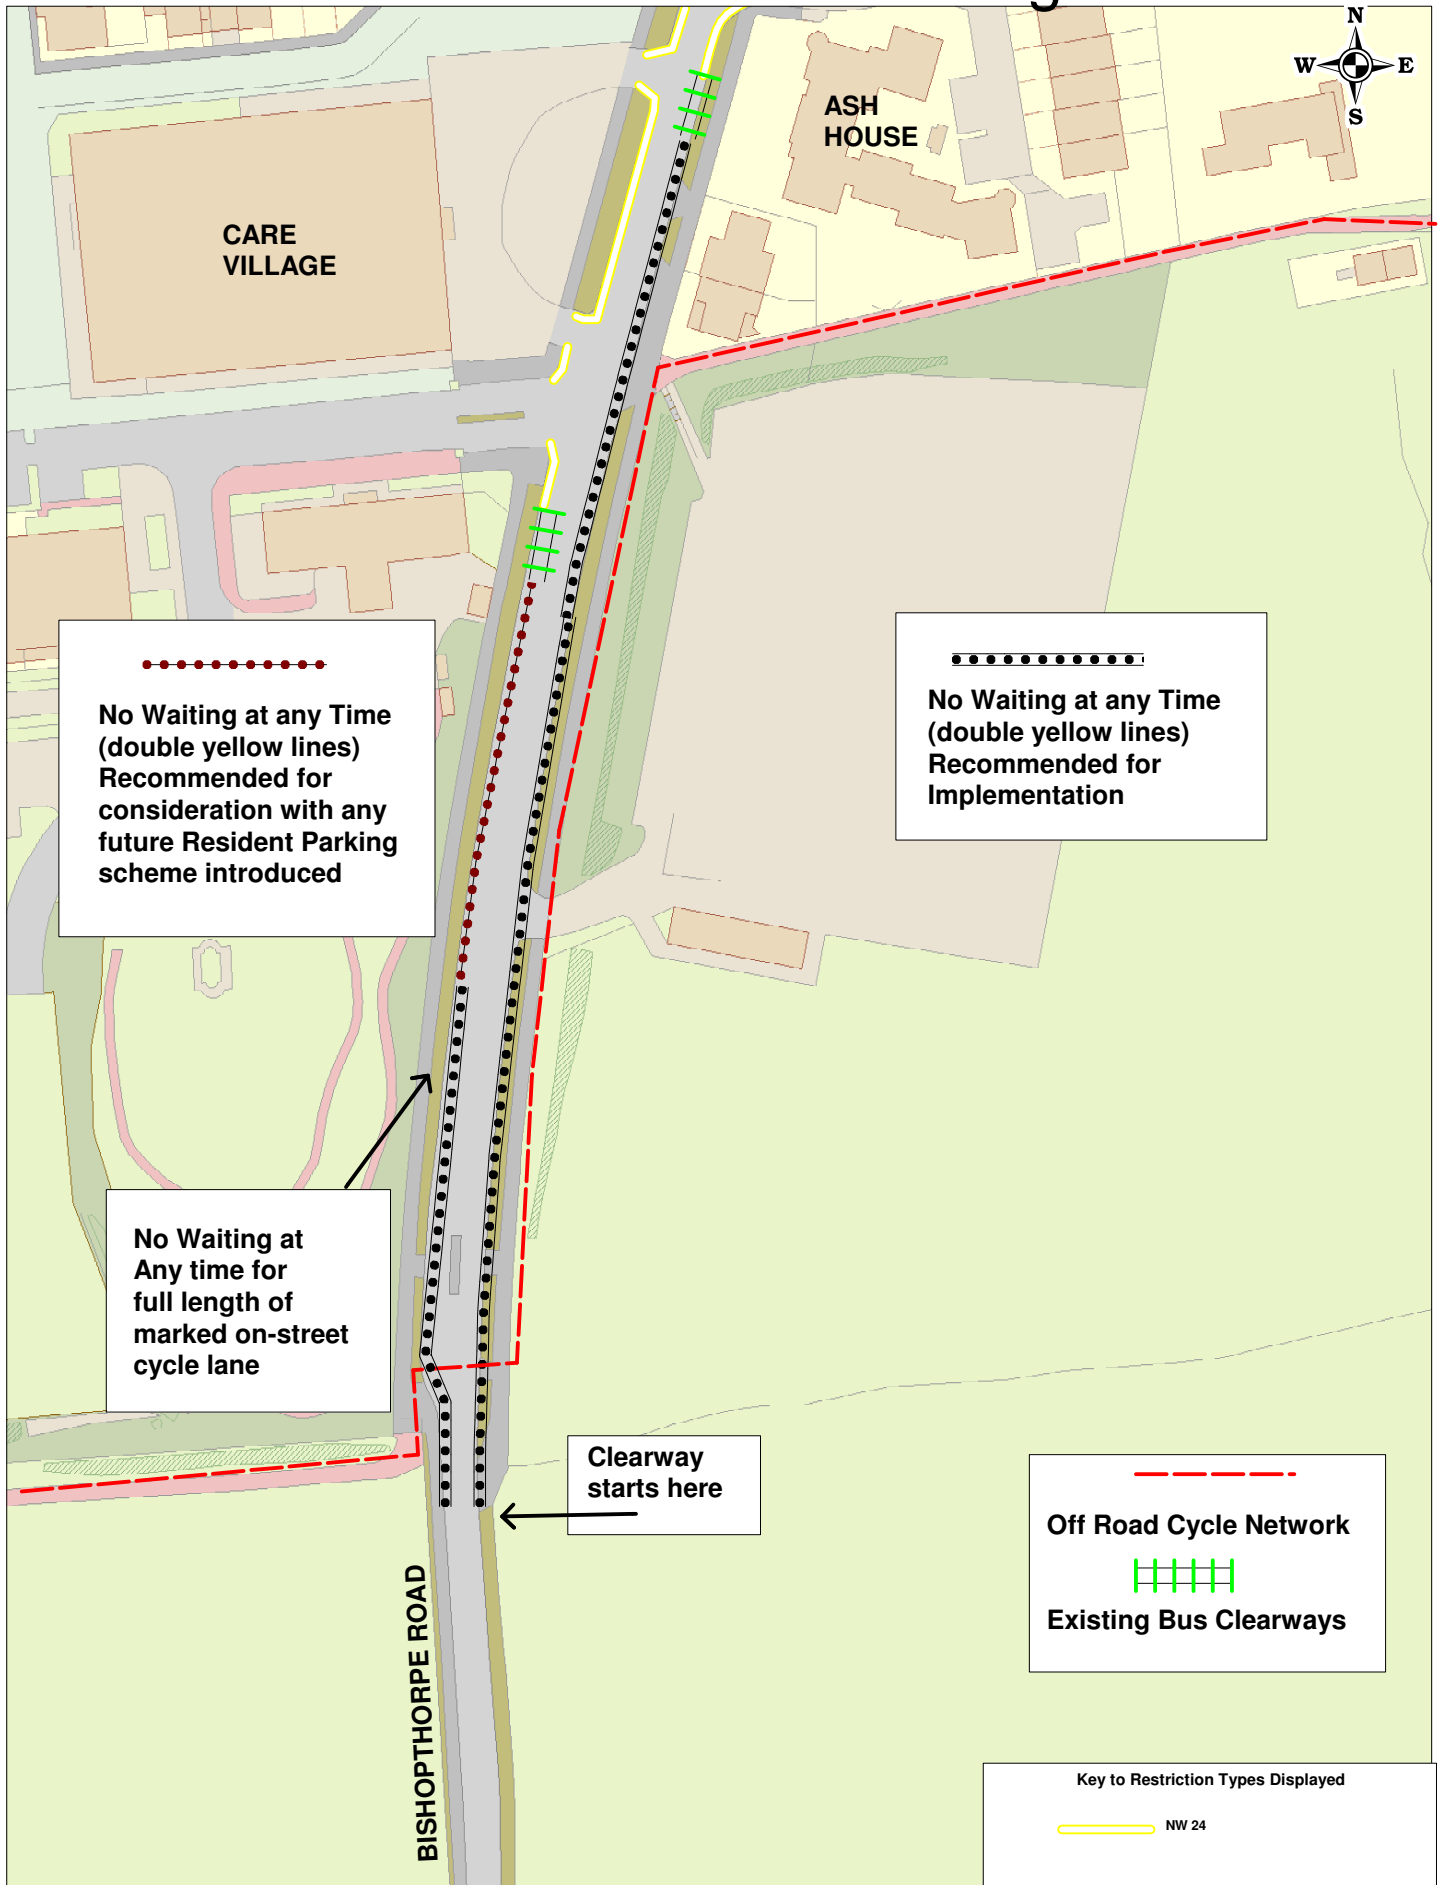 N
W E
S
ASH
HOUSE
CARE
VILLAGE
No Waiting at any Time
(double yellow lines)
Recommended for
consideration with any
future Resident Parking
scheme introduced
No Waiting at any Time
(double yellow lines)
Recommended for
Implementation
No Waiting at
Any time for
full length of
marked on-street
cycle lane
Clearway
starts here
Off Road Cycle Network
Existing Bus Clearways
BISHOPTHORPE ROAD
Key to Restriction Types Displayed
NW 24